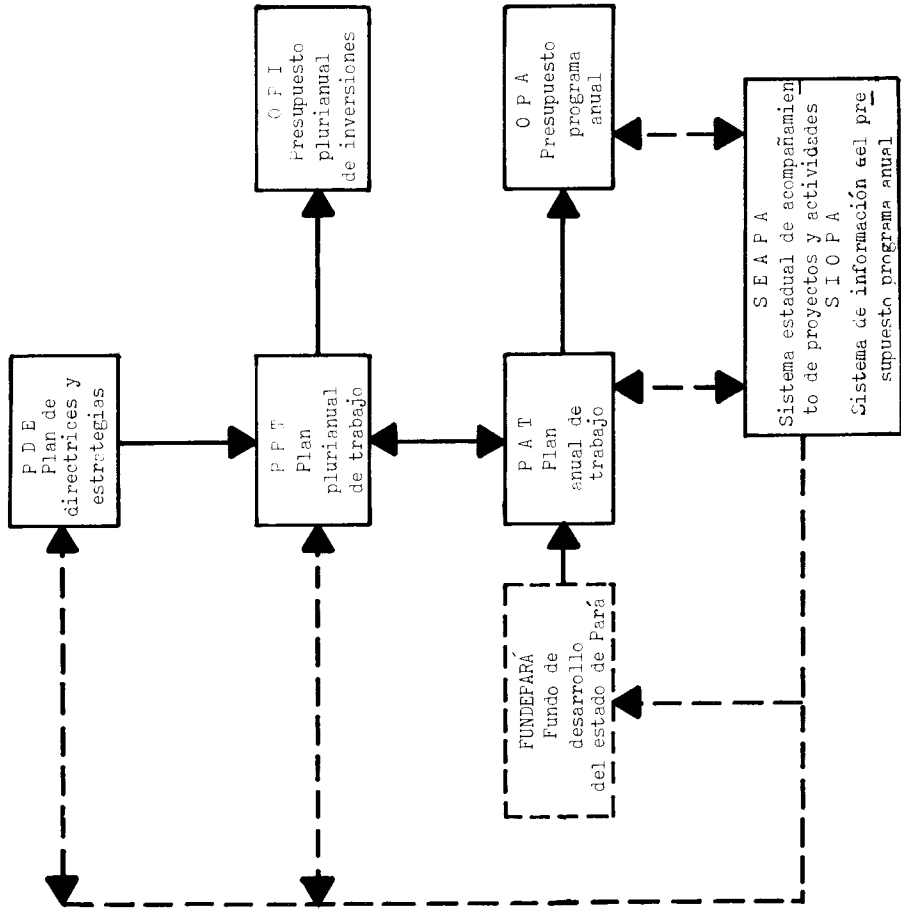 P D E
Plan de
directrices y
estrategias
P P T
Plan
plurianual
de trabajo
O P I
Presupuesto
plurianual
de inversiones
FUNDEPARÁ
Fundo de
desarrollo
del estado de Pará
P A T
Plan
anual de
trabajo
O P A
Presupuesto
programa
anual
S E A P A
Sistema estadual de acompañamien
to de proyectos y actividades
S I O P A
Sistema de información del pre
supuesto programa anual